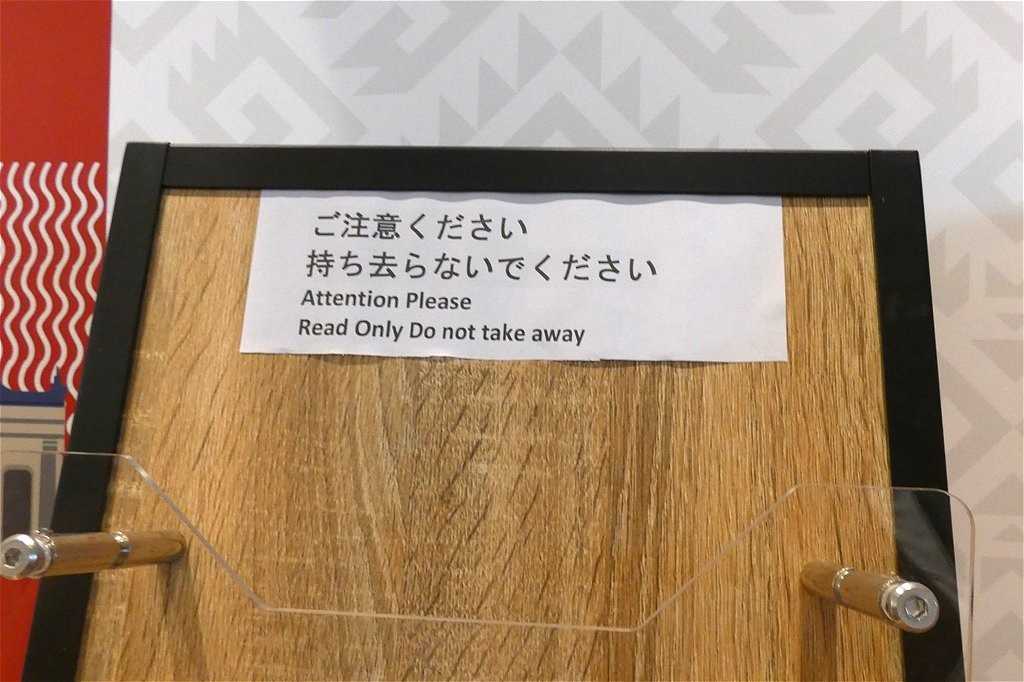 ご注意ください
持ち去らないでください
Attention Please
Read Only Do not take away